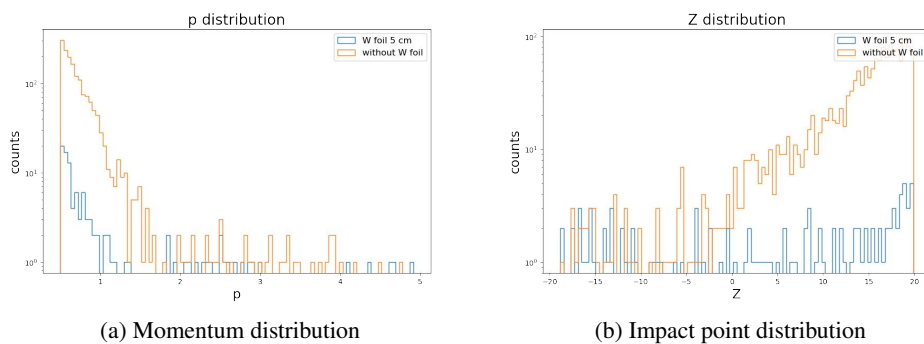 p distribution
W foil 5 cm
without W foil
counts
10²
10¹
10⁰
1
2
3
4
5
p
(a) Momentum distribution
Z distribution
W foil 5 cm
without W foil
counts
10²
10¹
10⁰
−20
−15
−10
−5
0
5
10
15
20
Z
(b) Impact point distribution